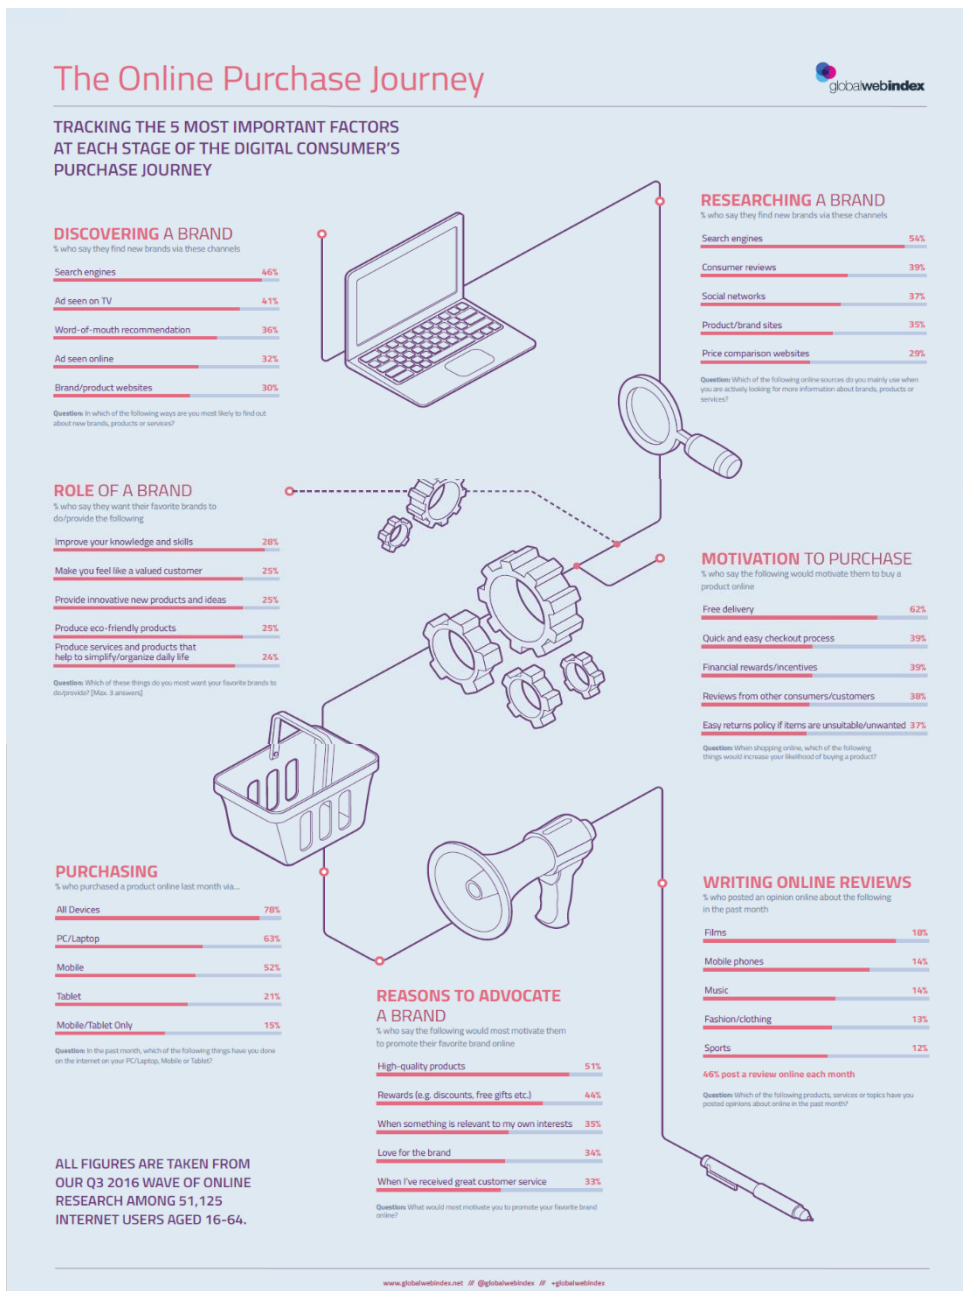 The Online Purchase Journey
globalwebindex
TRACKING THE 5 MOST IMPORTANT FACTORS
AT EACH STAGE OF THE DIGITAL CONSUMER'S
PURCHASE JOURNEY
DISCOVERING A BRAND
% who say they find new brands via these channels
Search engines 46%
Ad seen on TV 41%
Word-of-mouth recommendation 36%
Ad seen online 32%
Brand/product websites 30%
Question: In which of the following ways are you most likely to find out
about new brands, products or services?
RESEARCHING A BRAND
% who say they find new brands via these channels
Search engines 54%
Consumer reviews 39%
Social networks 37%
Product/brand sites 35%
Price comparison websites 29%
Question: Which of the following online sources do you mainly use when
you are actively looking for more information about brands, products or
services?
ROLE OF A BRAND
% who say they want their favorite brands to
do/provide the following
Improve your knowledge and skills 28%
Make you feel like a valued customer 25%
Provide innovative new products and ideas 25%
Produce eco-friendly products 25%
Produce services and products that
help to simplify/organize daily life 24%
Question: Which of these things do you most want your favorite brands to
do/provide? [Max. 3 answers]
MOTIVATION TO PURCHASE
% who say the following would motivate them to buy a
product online
Free delivery 62%
Quick and easy checkout process 39%
Financial rewards/incentives 39%
Reviews from other consumers/customers 38%
Easy returns policy if items are unsuitable/unwanted 37%
Question: When shopping online, which of the following
things would increase your likelihood of buying a product?
PURCHASING
% who purchased a product online last month via...
All Devices 78%
PC/Laptop 63%
Mobile 52%
Tablet 21%
Mobile/Tablet Only 15%
Question: In the past month, which of the following things have you done
on the internet on your PC/Laptop, Mobile or Tablet?
REASONS TO ADVOCATE
A BRAND
% who say the following would most motivate them
to promote their favorite brand online
High-quality products 51%
Rewards (e.g. discounts, free gifts etc.) 44%
When something is relevant to my own interests 35%
Love for the brand 34%
When I've received great customer service 33%
Question: What would most motivate you to promote your favorite brand
online?
WRITING ONLINE REVIEWS
% who posted an opinion online about the following
in the past month
Films 18%
Mobile phones 14%
Music 14%
Fashion/clothing 13%
Sports 12%
46% post a review online each month
Question: Which of the following products, services or topics have you
posted opinions about online in the past month?
ALL FIGURES ARE TAKEN FROM
OUR Q3 2016 WAVE OF ONLINE
RESEARCH AMONG 51,125
INTERNET USERS AGED 16-64.
www.globalwebindex.net /// @globalwebindex /// +globalwebindex